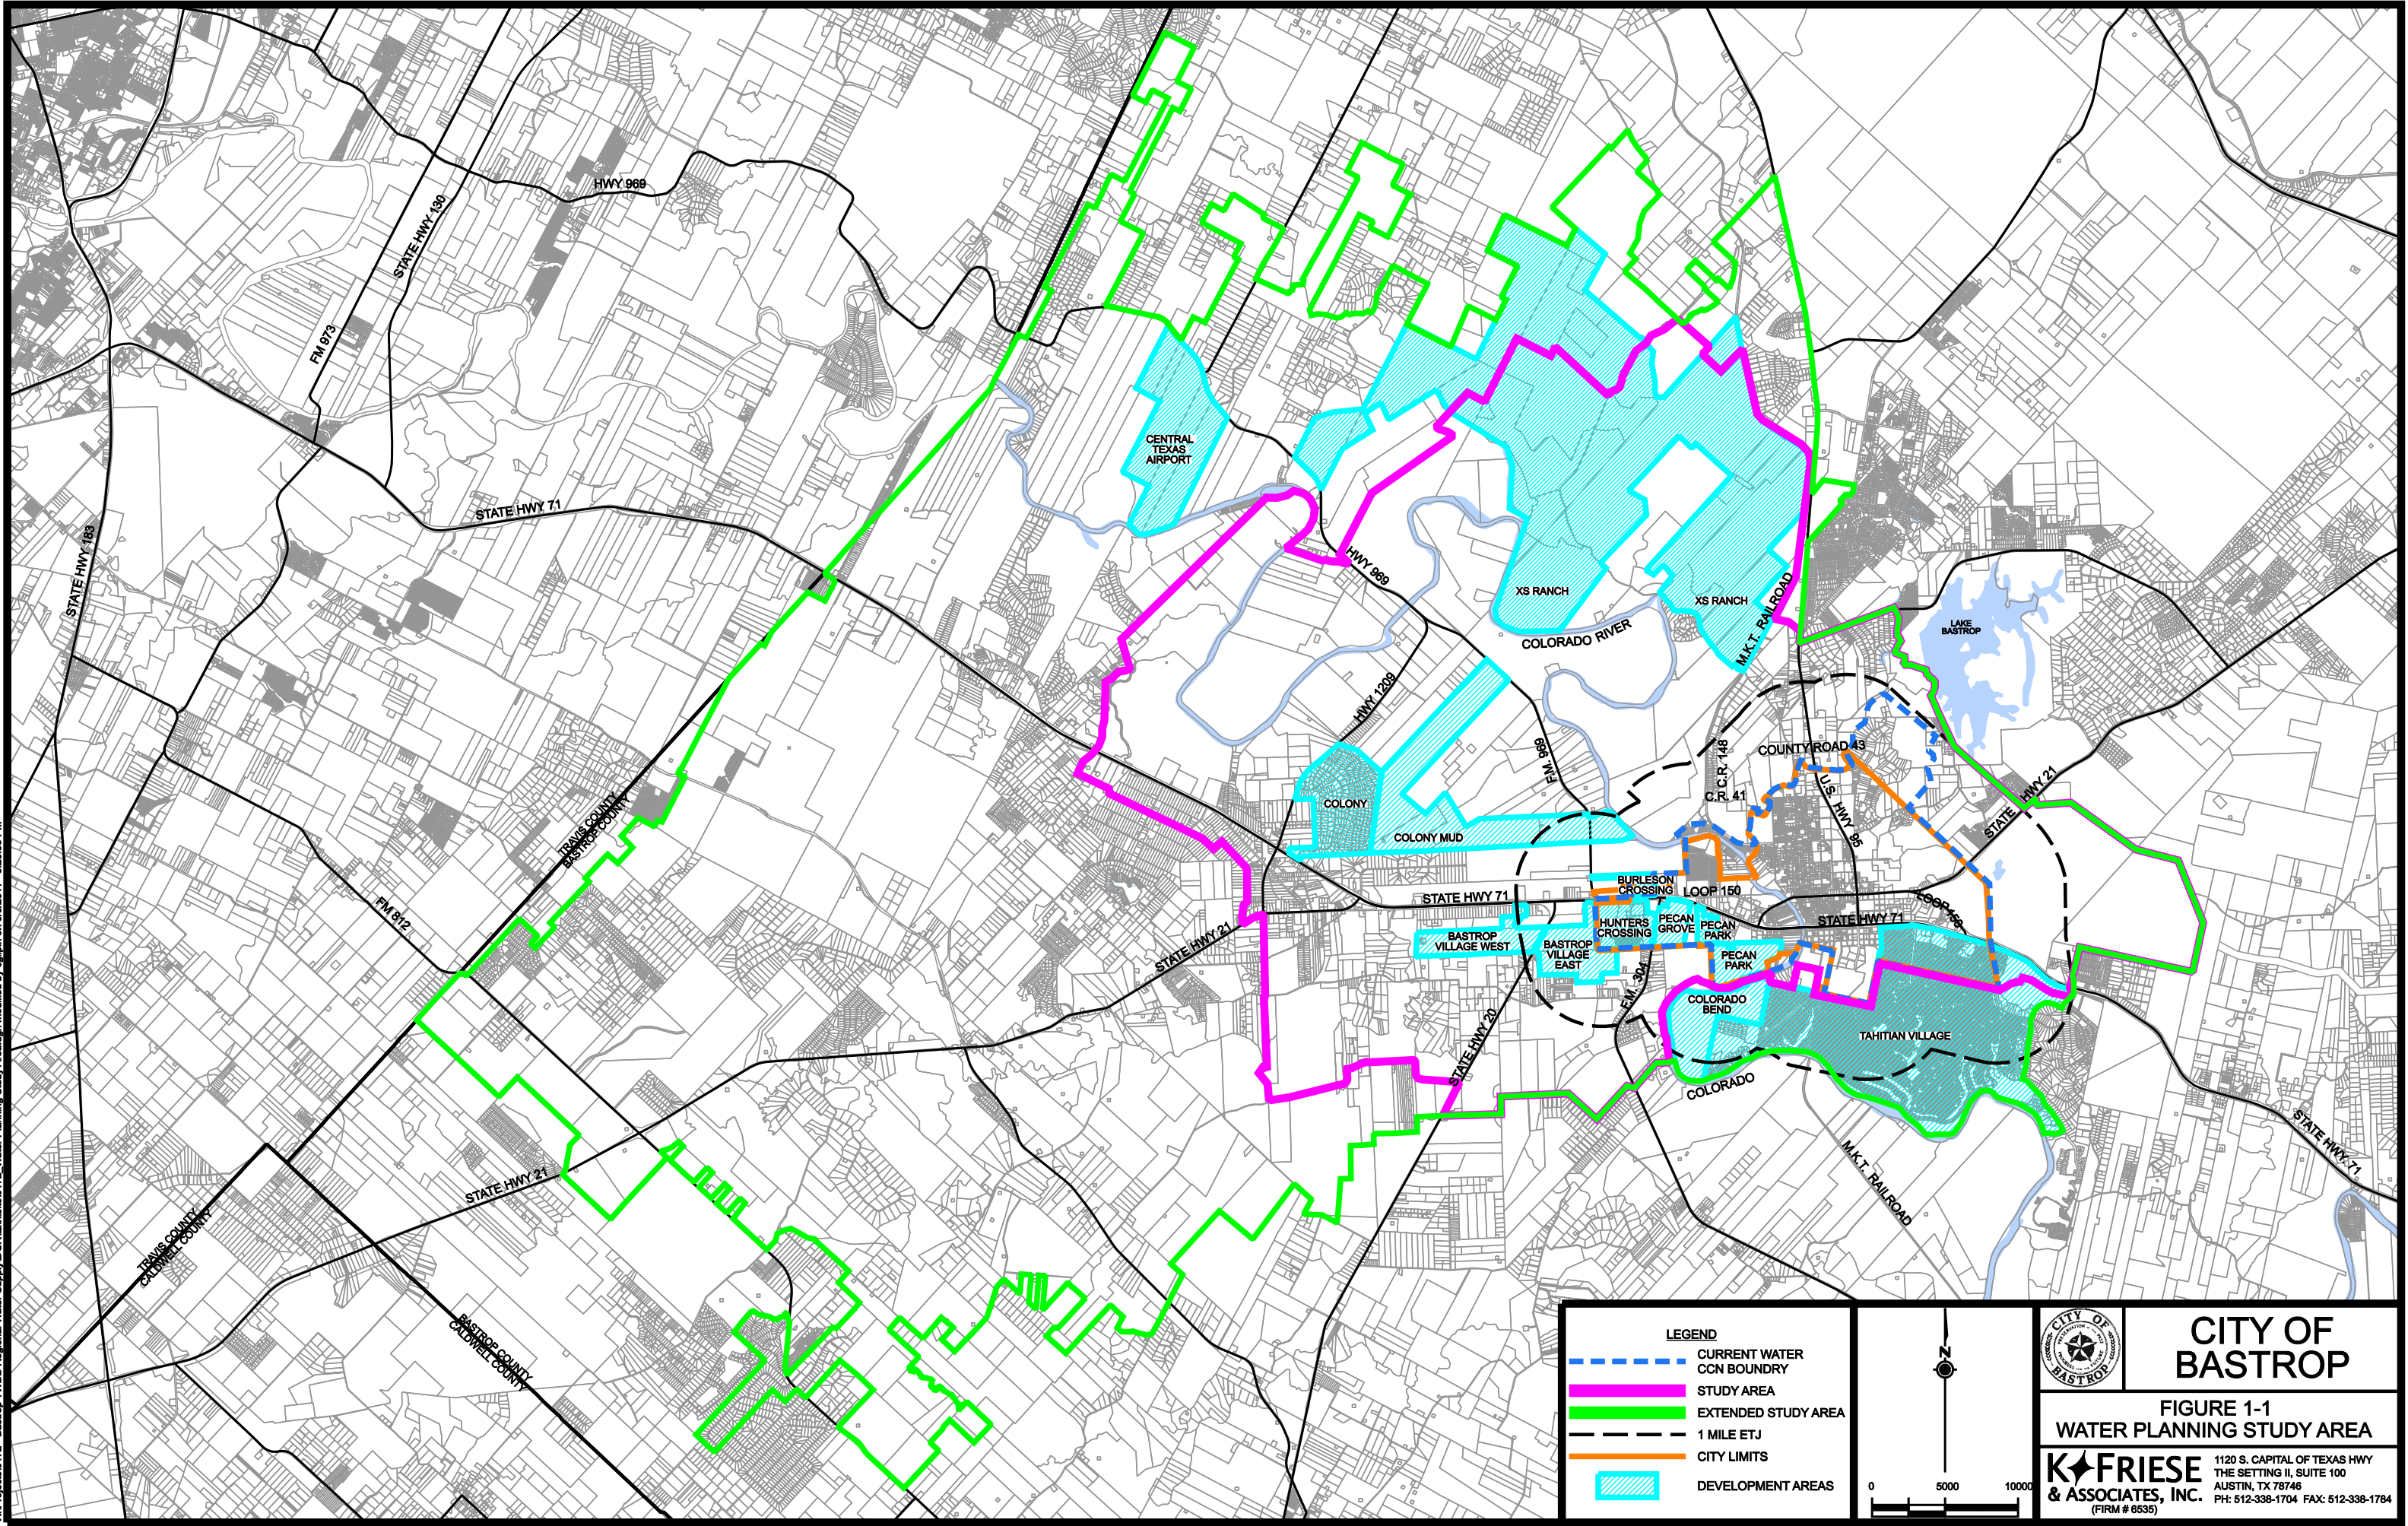 HWY 969
STATE HWY 130
FM 973
STATE HWY 71
STATE HWY 183
CENTRAL
TEXAS
AIRPORT
HWY 969
XS RANCH
XS RANCH
M.K.T. RAILROAD
COLORADO RIVER
LAKE
BASTROP
HWY 1209
F.M. 969
C.R. 148
C.R. 41
COUNTY ROAD 43
U.S. HWY 95
STATE HWY 21
COLONY
COLONY MUD
TRAVIS COUNTY
BASTROP COUNTY
FM 812
BURLESON
CROSSING
LOOP 150
STATE HWY 71
HUNTERS
CROSSING
PECAN
GROVE
PECAN
PARK
STATE HWY 71
LOOP 150
BASTROP
VILLAGE WEST
BASTROP
VILLAGE
EAST
PECAN
PARK
STATE HWY 21
F.M. 304
COLORADO
BEND
TAHITIAN VILLAGE
STATE HWY 20
COLORADO
M.K.T. RAILROAD
STATE HWY 71
STATE HWY 21
TRAVIS COUNTY
CALDWELL COUNTY
BASTROP COUNTY
CALDWELL COUNTY
LEGEND
CURRENT WATER
CCN BOUNDRY
STUDY AREA
EXTENDED STUDY AREA
1 MILE ETJ
CITY LIMITS
DEVELOPMENT AREAS
N
0 5000 10000
CITY OF
BASTROP
CITY OF
BASTROP
FIGURE 1-1
WATER PLANNING STUDY AREA
K FRIESE
& ASSOCIATES, INC.
(FIRM # 6535)
1120 S. CAPITAL OF TEXAS HWY
THE SETTING II, SUITE 100
AUSTIN, TX 78746
PH: 512-338-1704 FAX: 512-338-1784